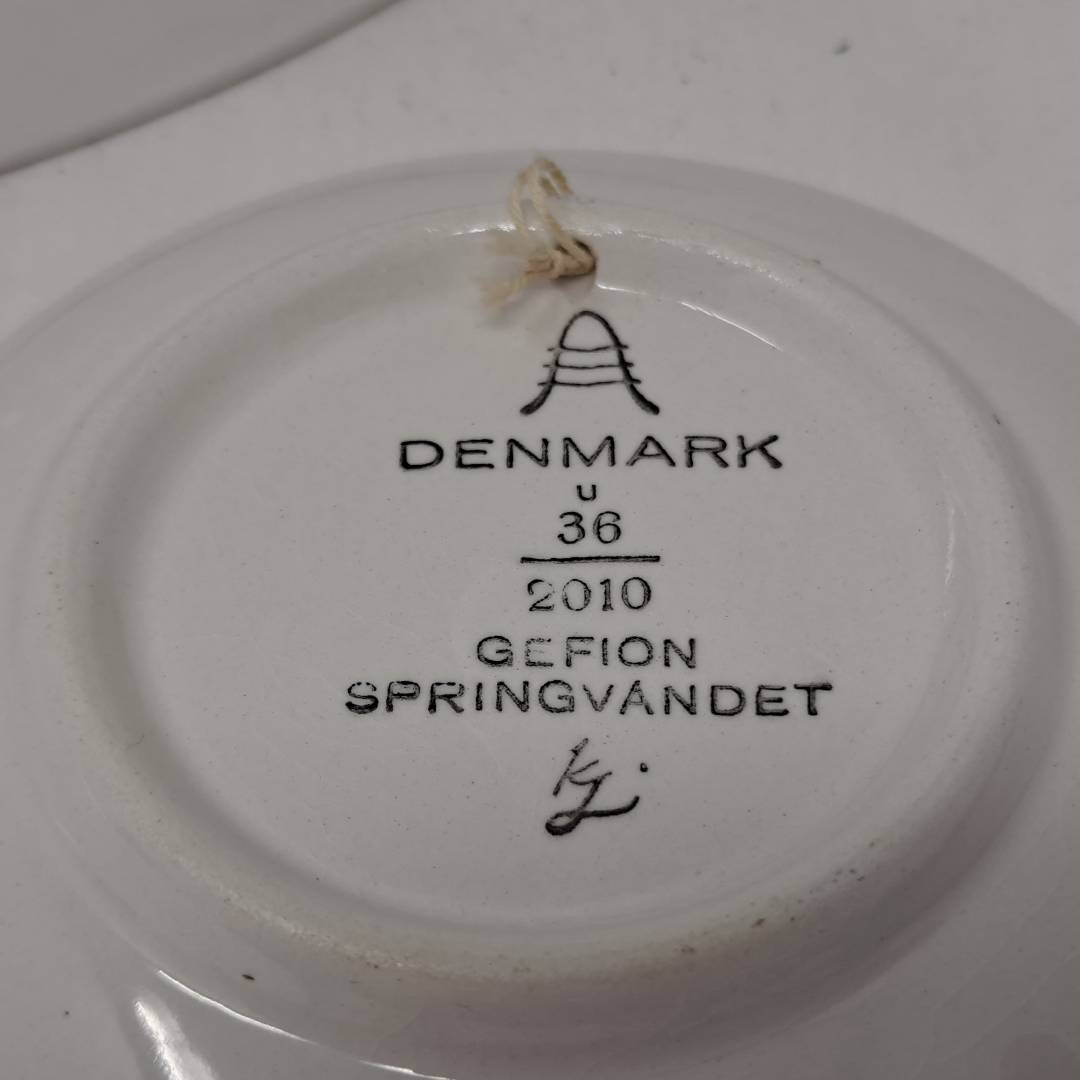 DENMARK
u
36
2010
GEFION
SPRINGVANDET